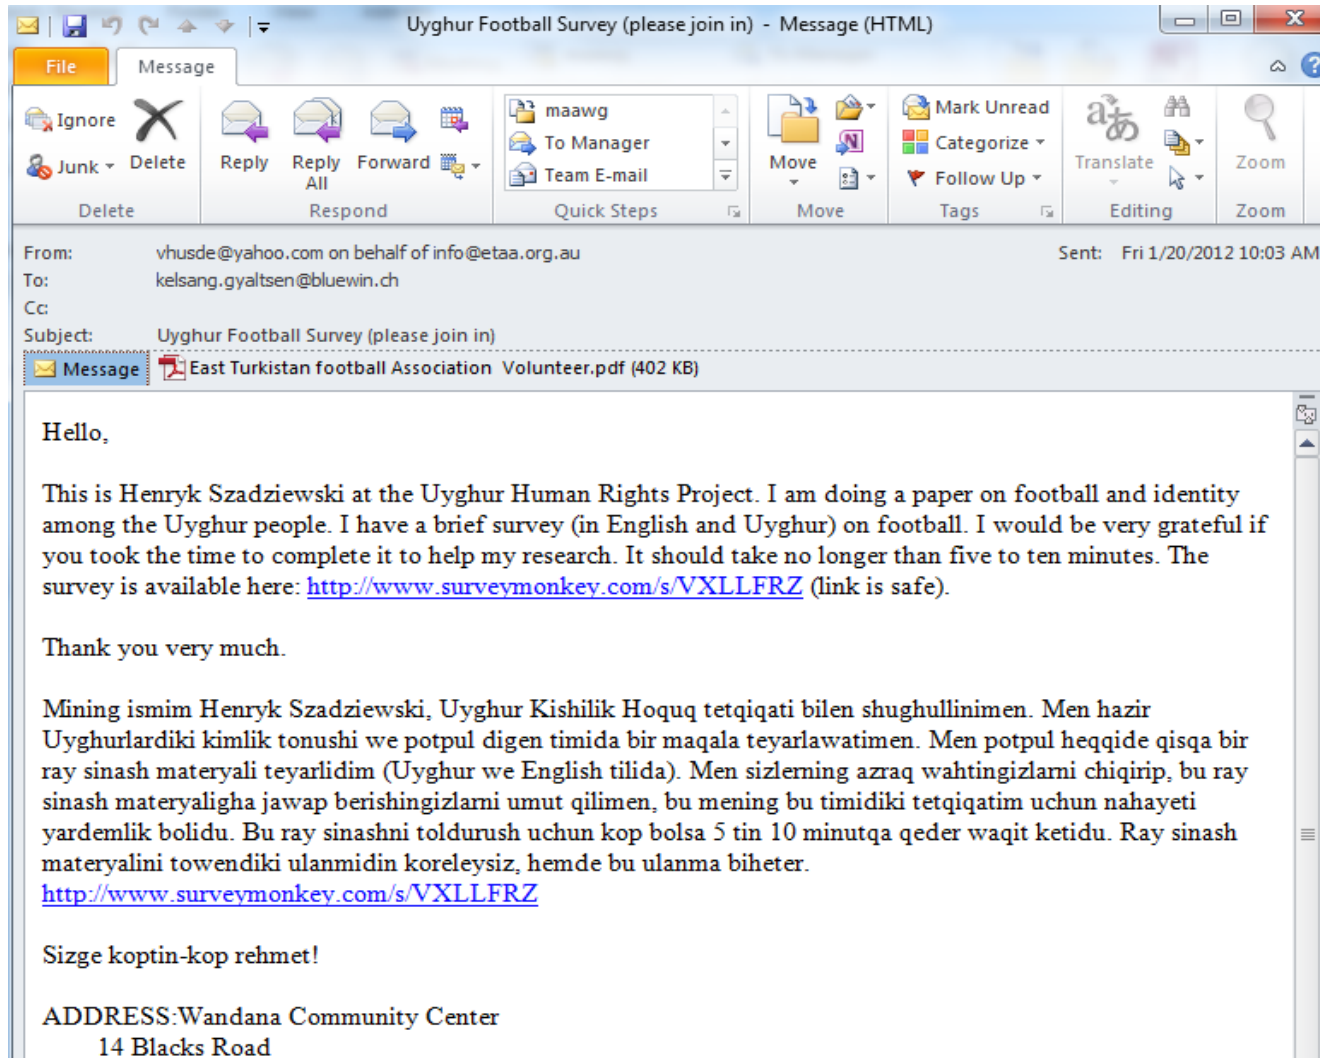 Uyghur Football Survey (please join in) - Message (HTML)
File Message
Ignore
Junk
Delete
Reply
Reply All
Forward
maawg
To Manager
Team E-mail
Move
Mark Unread
Categorize
Follow Up
Translate
Zoom
Delete Respond Quick Steps Move Tags Editing Zoom
From: vhusde@yahoo.com on behalf of info@etaa.org.au Sent: Fri 1/20/2012 10:03 AM
To: kelsang.gyaltsen@bluewin.ch
Cc:
Subject: Uyghur Football Survey (please join in)
Message East Turkistan football Association Volunteer.pdf (402 KB)
Hello,
This is Henryk Szadziewski at the Uyghur Human Rights Project. I am doing a paper on football and identity
among the Uyghur people. I have a brief survey (in English and Uyghur) on football. I would be very grateful if
you took the time to complete it to help my research. It should take no longer than five to ten minutes. The
survey is available here: http://www.surveymonkey.com/s/VXLLFRZ (link is safe).
Thank you very much.
Mining ismim Henryk Szadziewski, Uyghur Kishilik Hoquq tetqiqati bilen shughullinimen. Men hazir
Uyghurlardiki kimlik tonushi we potpul digen timida bir maqala teyarlawatimen. Men potpul heqqide qisqa bir
ray sinash materyali teyarlidim (Uyghur we English tilida). Men sizlerning azraq wahtingizlarni chiqirip, bu ray
sinash materyaligha jawap berishingizlarni umut qilimen, bu mening bu timidiki tetqiqatim uchun nahayeti
yardemlik bolidu. Bu ray sinashni toldurush uchun kop bolsa 5 tin 10 minutqa qeder waqit ketidu. Ray sinash
materyalini towendiki ulanmidin koreleysiz, hemde bu ulanma biheter.
http://www.surveymonkey.com/s/VXLLFRZ
Sizge koptin-kop rehmet!
ADDRESS:Wandana Community Center
14 Blacks Road